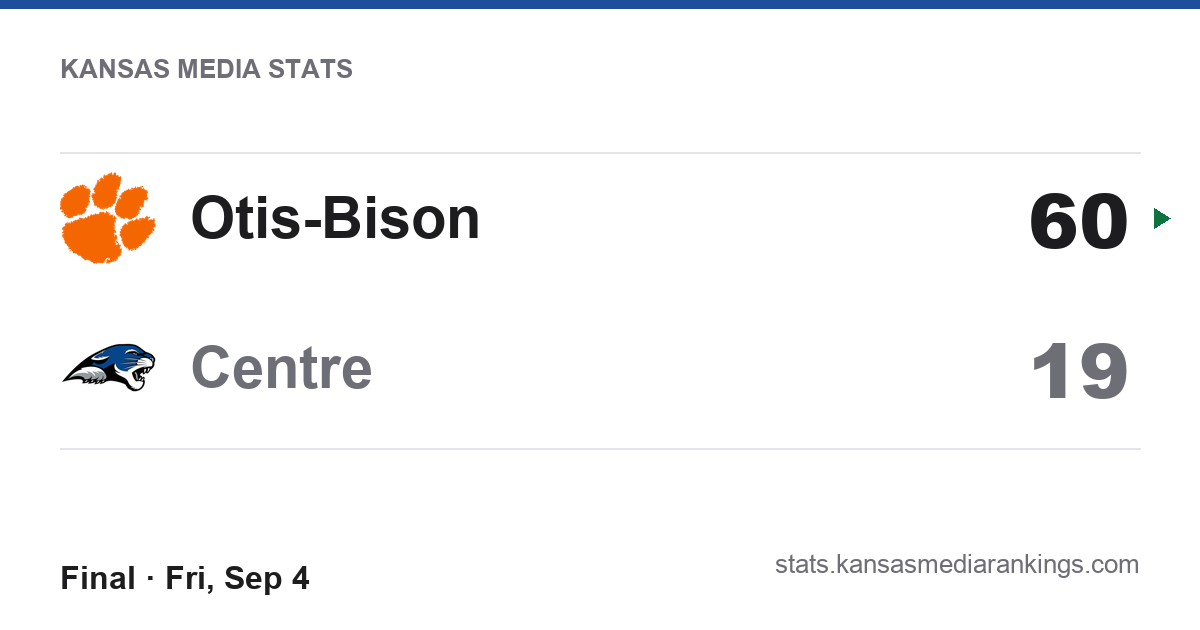 KANSAS MEDIA STATS
Otis-Bison 60
Centre 19
Final · Fri, Sep 4
stats.kansasmediarankings.com